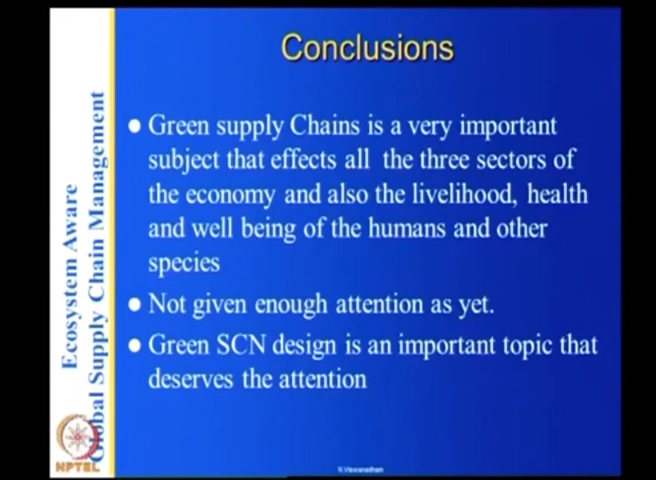 Conclusions
Green supply Chains is a very important
subject that effects all the three sectors of
the economy and also the livelihood, health
and well being of the humans and other
species
Not given enough attention as yet.
Green SCN design is an important topic that
deserves the attention
Ecosystem Aware
Global Supply Chain Management
NPTEL
N.Viswanadham